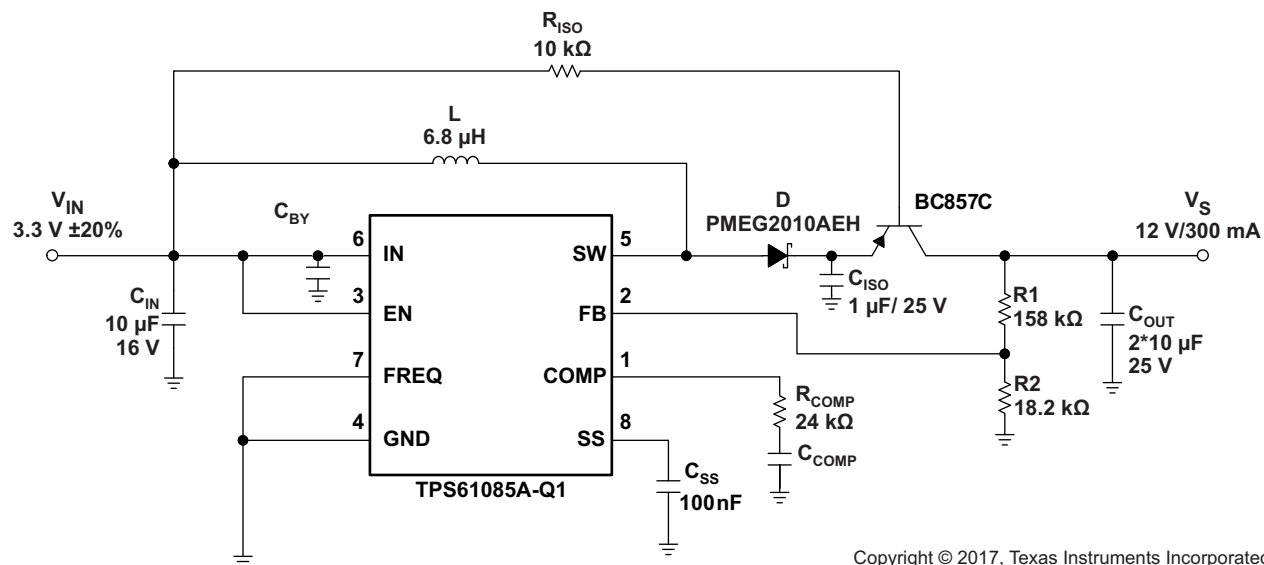 R_ISO
10 kΩ
L
6.8 µH
V_IN
3.3 V ±20%
C_BY
D
PMEG2010AEH
BC857C
V_S
12 V/300 mA
6
IN
SW
5
3
EN
FB
2
7
FREQ
COMP
1
4
GND
SS
8
C_IN
10 µF
16 V
C_ISO
1 µF/ 25 V
R1
158 kΩ
C_OUT
2*10 µF
25 V
R2
18.2 kΩ
R_COMP
24 kΩ
C_COMP
C_SS
100nF
TPS61085A-Q1
Copyright © 2017, Texas Instruments Incorporated